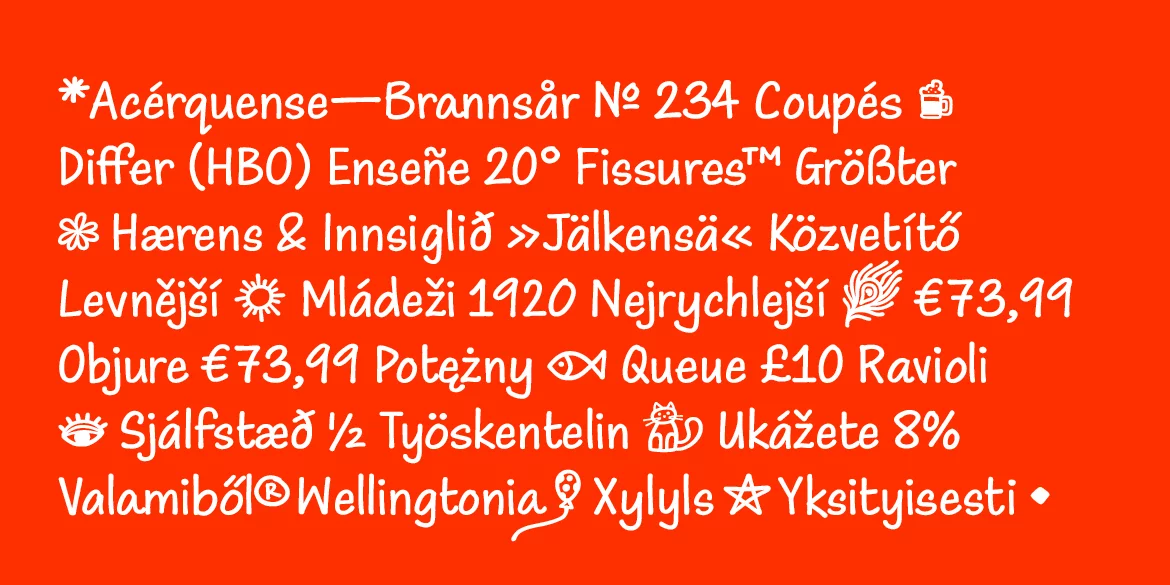 *Acérquense—Brannsår № 234 Coupés
Differ (HBO) Enseñe 20° Fissures™ Größter
Hærens & Innsiglið »Jälkensä« Közvetítő
Levnější Mládeži 1920 Nejrychlejší €73,99
Objure €73,99 Potężny Queue £10 Ravioli
Sjálfstæð ½ Työskentelin Ukážete 8%
Valamiből® Wellingtonia Xylyls Yksityisesti